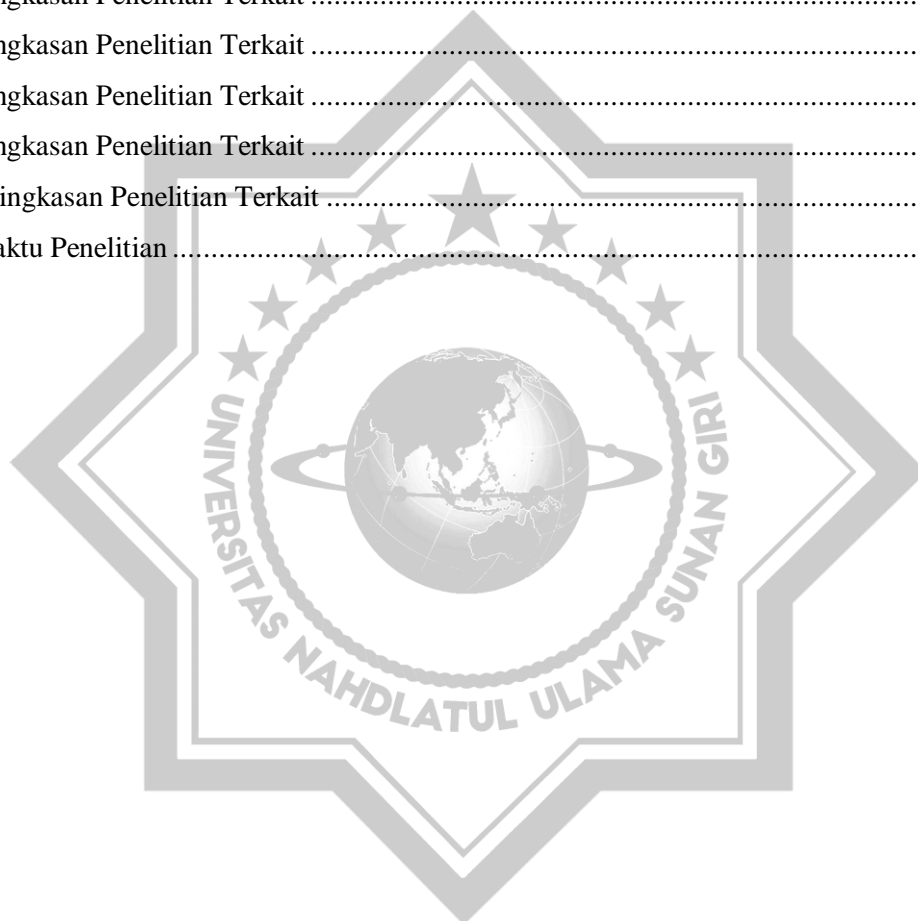 ngkasan Penelitian Terkait ........................................................................
ngkasan Penelitian Terkait ........................................................................
ngkasan Penelitian Terkait ........................................................................
ngkasan Penelitian Terkait ........................................................................
ingkasan Penelitian Terkait ......................................................................
aktu Penelitian ........................................................................................
UNIVERSITAS NAHDLATUL ULAMA SUNAN GIRI